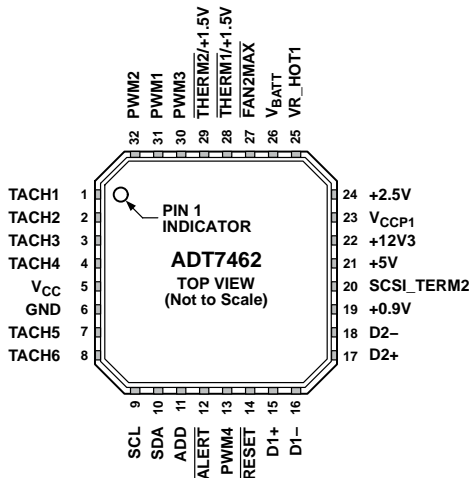 PWM2
PWM1
PWM3
THERM2/+1.5V
THERM1/+1.5V
FAN2MAX
VBATT
VR_HOT1
32
31
30
29
28
27
26
25
TACH1 1
TACH2 2
TACH3 3
TACH4 4
VCC 5
GND 6
TACH5 7
TACH6 8
PIN 1
INDICATOR
ADT7462
TOP VIEW
(Not to Scale)
24 +2.5V
23 VCCP1
22 +12V3
21 +5V
20 SCSI_TERM2
19 +0.9V
18 D2–
17 D2+
9
10
11
12
13
14
15
16
SCL
SDA
ADD
ALERT
PWM4
RESET
D1+
D1–